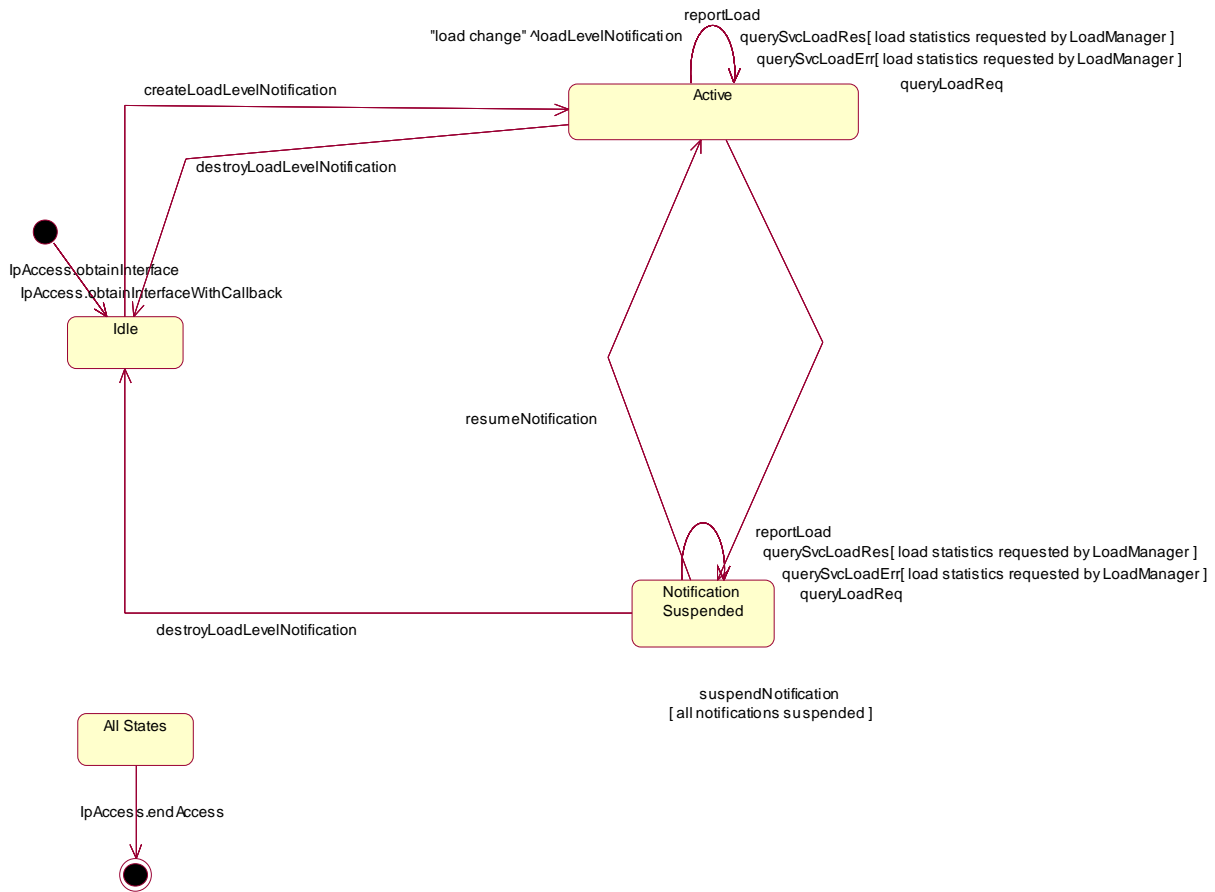 reportLoad
"load change" ^loadLevelNotification
querySvcLoadRes[ load statistics requested by LoadManager ]
querySvcLoadErr[ load statistics requested by LoadManager ]
queryLoadReq
createLoadLevelNotification
Active
destroyLoadLevelNotification
IpAccess.obtainInterface
IpAccess.obtainInterfaceWithCallback
Idle
resumeNotification
reportLoad
querySvcLoadRes[ load statistics requested by LoadManager ]
querySvcLoadErr[ load statistics requested by LoadManager ]
queryLoadReq
Notification
Suspended
destroyLoadLevelNotification
suspendNotification
[ all notifications suspended ]
All States
IpAccess.endAccess